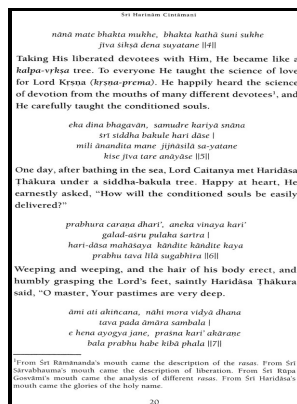 Śrī Harinām Cintāmani
nānā mate bhakta mukhe, bhakta kathā śuni sukhe
jīva śikṣā dena suyatane ||4||
Taking His liberated devotees with Him, He became like a
kalpa-vṛkṣa tree. To everyone He taught the science of love
for Lord Kṛṣṇa (kṛṣṇa-prema). He happily heard the science
of devotion from the mouths of many different devotees¹, and
He carefully taught the conditioned souls.
eka dina bhagavān, samudre kariyā snāna
śrī siddha bakule hari dāse |
mili ānandita mane jijñāsilā sa-yatane
kise jīva tare anāyāse ||5||
One day, after bathing in the sea, Lord Caitanya met Haridāsa
Ṭhākura under a siddha-bakula tree. Happy at heart, He
earnestly asked, “How will the conditioned souls be easily
delivered?”
prabhura caraṇa dhari', aneka vinaya kari'
galad-aśru pulaka śarīra |
hari-dāsa mahāśaya kāndite kāṅdite kaya
prabhu tava līlā sugabhīra ||6||
Weeping and weeping, and the hair of his body erect, and
humbly grasping the Lord's feet, saintly Haridāsa Ṭhākura
said, “O master, Your pastimes are very deep.
āmi ati akiñcana, nāhi mora vidyā dhana
tava pada āmāra sambala |
e hena ayogya jane, praśna kari' akāraṇe
bala prabhu habe kibā phala ||7||
¹From Śrī Rāmānanda's mouth came the description of the rasas. From Śrī
Sārvabhauma's mouth came the description of liberation. From Śrī Rūpa
Gosvāmī's mouth came the analysis of different rasas. From Śrī Haridāsa's
mouth came the glories of the holy name.
20